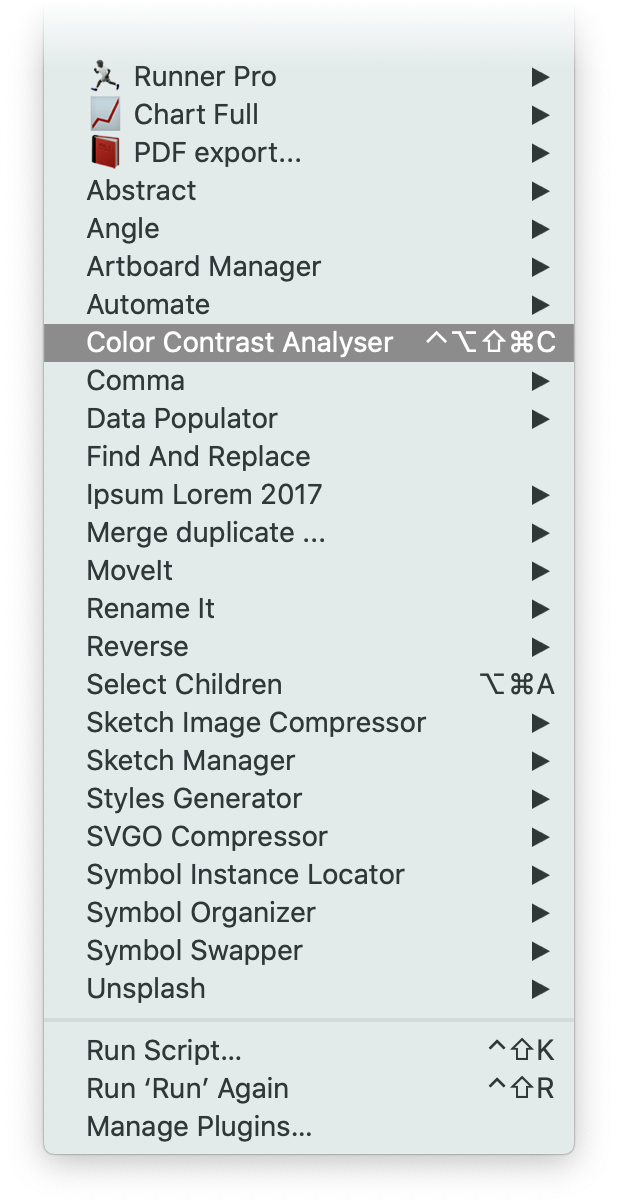 Runner Pro ▶
Chart Full ▶
PDF export... ▶
Abstract ▶
Angle ▶
Artboard Manager ▶
Automate ▶
Color Contrast Analyser ^⌥⇧⌘C
Comma ▶
Data Populator ▶
Find And Replace
Ipsum Lorem 2017 ▶
Merge duplicate ... ▶
MoveIt ▶
Rename It ▶
Reverse ▶
Select Children ⌥⌘A
Sketch Image Compressor ▶
Sketch Manager ▶
Styles Generator ▶
SVGO Compressor ▶
Symbol Instance Locator ▶
Symbol Organizer ▶
Symbol Swapper ▶
Unsplash ▶
Run Script... ^⇧K
Run ‘Run’ Again ^⇧R
Manage Plugins...